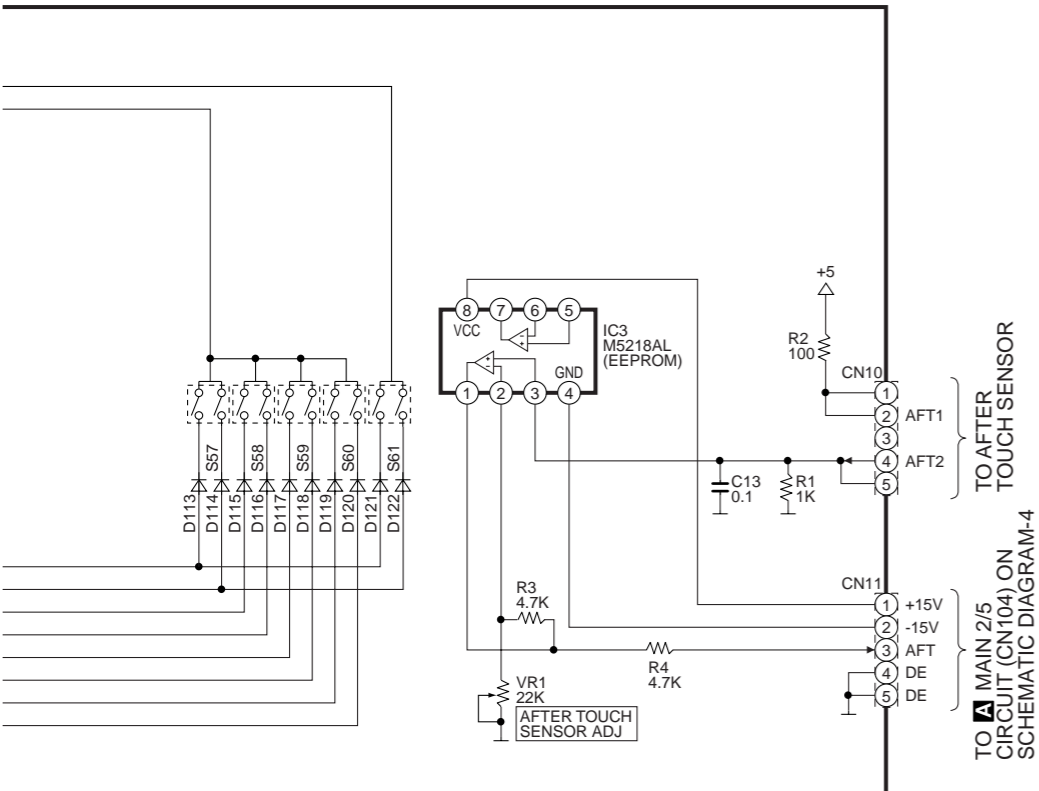 +5
R2
100
8
7
6
5
VCC
IC3
M5218AL
(EEPROM)
GND
1
2
3
4
CN10
1
2
AFT1
3
4
AFT2
5
TO AFTER
TOUCH SENSOR
S57
S58
S59
S60
S61
D113
D114
D115
D116
D117
D118
D119
D120
D121
D122
C13
0.1
R1
1K
R3
4.7K
R4
4.7K
VR1
22K
AFTER TOUCH
SENSOR ADJ
CN11
1
+15V
2
-15V
3
AFT
4
DE
5
DE
TO A MAIN 2/5
CIRCUIT (CN104) ON
SCHEMATIC DIAGRAM-4